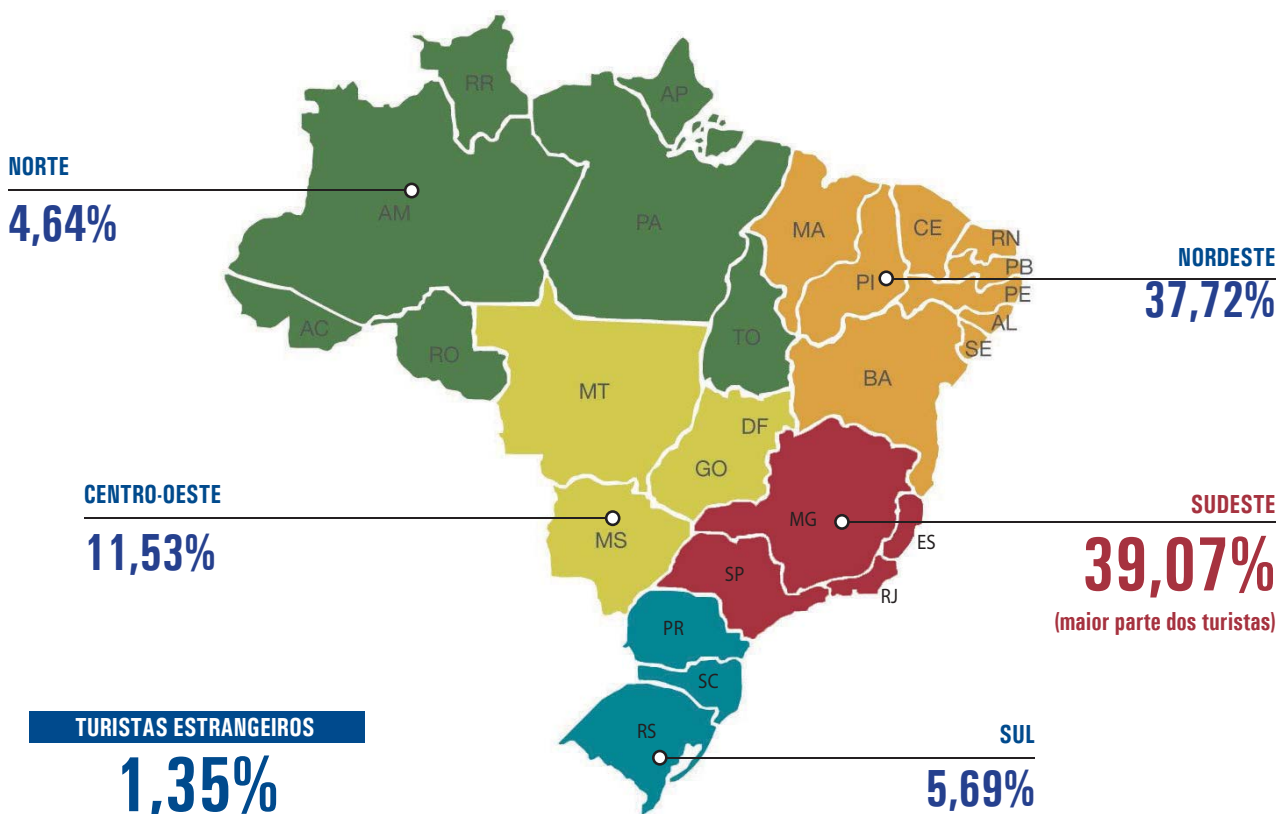 RR
AP
NORTE
4,64%
AM
PA
MA
CE
RN
PB
PI
PE
AL
SE
NORDESTE
37,72%
AC
RO
TO
BA
MT
DF
GO
CENTRO-OESTE
11,53%
MS
MG
ES
SP
RJ
SUDESTE
39,07%
(maior parte dos turistas)
PR
SC
RS
TURISTAS ESTRANGEIROS
1,35%
SUL
5,69%